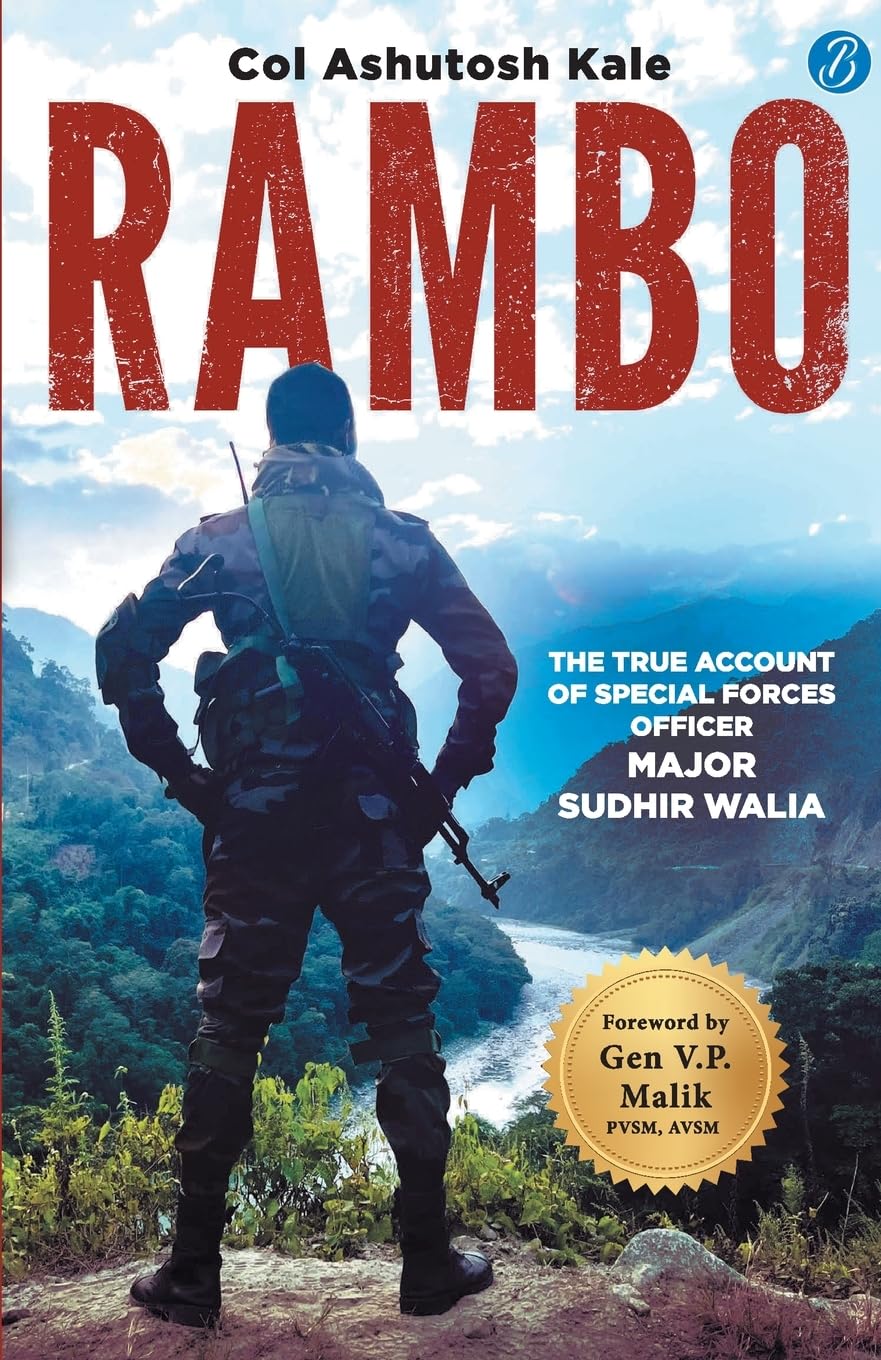 Col Ashutosh Kale
B
RAMBO
THE TRUE ACCOUNT
OF SPECIAL FORCES
OFFICER
MAJOR
SUDHIR WALIA
Foreword by
Gen V.P.
Malik
PVSM, AVSM